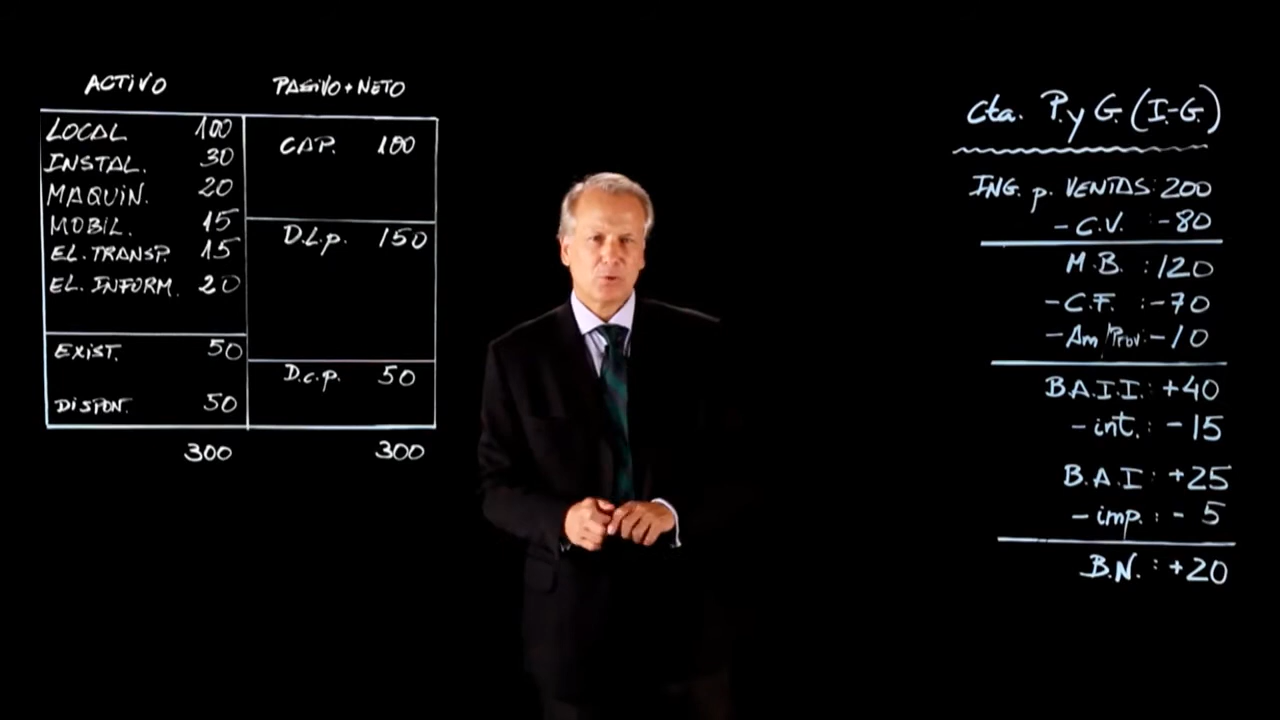 ACTIVO
LOCAL 100
INSTAL. 30
MAQUIN. 20
MOBIL. 15
EL. TRANSP. 15
EL. INFORM. 20
EXIST. 50
DISPON. 50
300
PASIVO + NETO
CAP. 100
D.L.p. 150
D.c.p. 50
300
Cta. P. y G. (I.-G.)
ING. p. VENTAS: 200
- C.V. : -80
M.B. : 120
- C.F. : -70
- Am/Prov: -10
B.A.I.I.: +40
- int. : -15
B.A.I : +25
- imp. : - 5
B.N. : +20